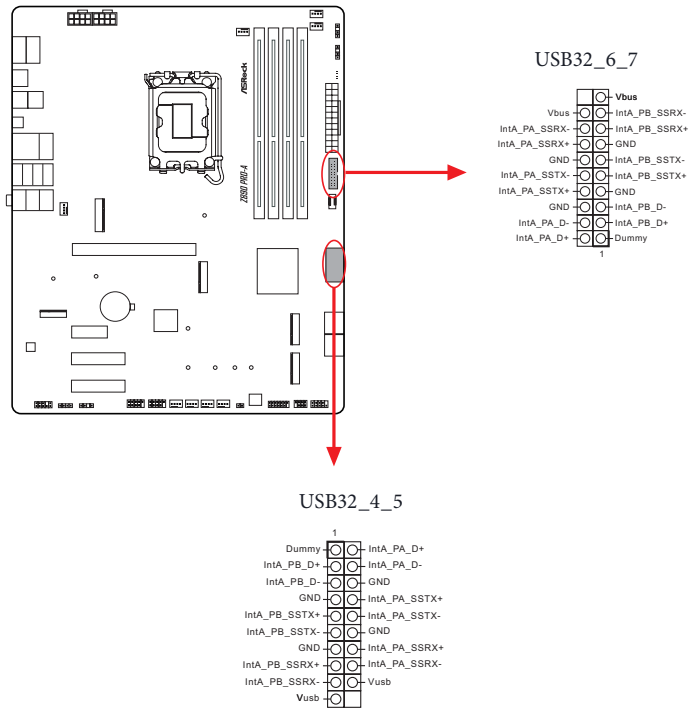 ASRock
Z890 PRO-A
USB32_6_7
Vbus
Vbus IntA_PB_SSRX-
IntA_PA_SSRX- IntA_PB_SSRX+
IntA_PA_SSRX+ GND
GND IntA_PB_SSTX-
IntA_PA_SSTX- IntA_PB_SSTX+
IntA_PA_SSTX+ GND
GND IntA_PB_D-
IntA_PA_D- IntA_PB_D+
IntA_PA_D+ Dummy
1
USB32_4_5
1
Dummy IntA_PA_D+
IntA_PB_D+ IntA_PA_D-
IntA_PB_D- GND
GND IntA_PA_SSTX+
IntA_PB_SSTX+ IntA_PA_SSTX-
IntA_PB_SSTX- GND
GND IntA_PA_SSRX+
IntA_PB_SSRX+ IntA_PA_SSRX-
IntA_PB_SSRX- Vusb
Vusb